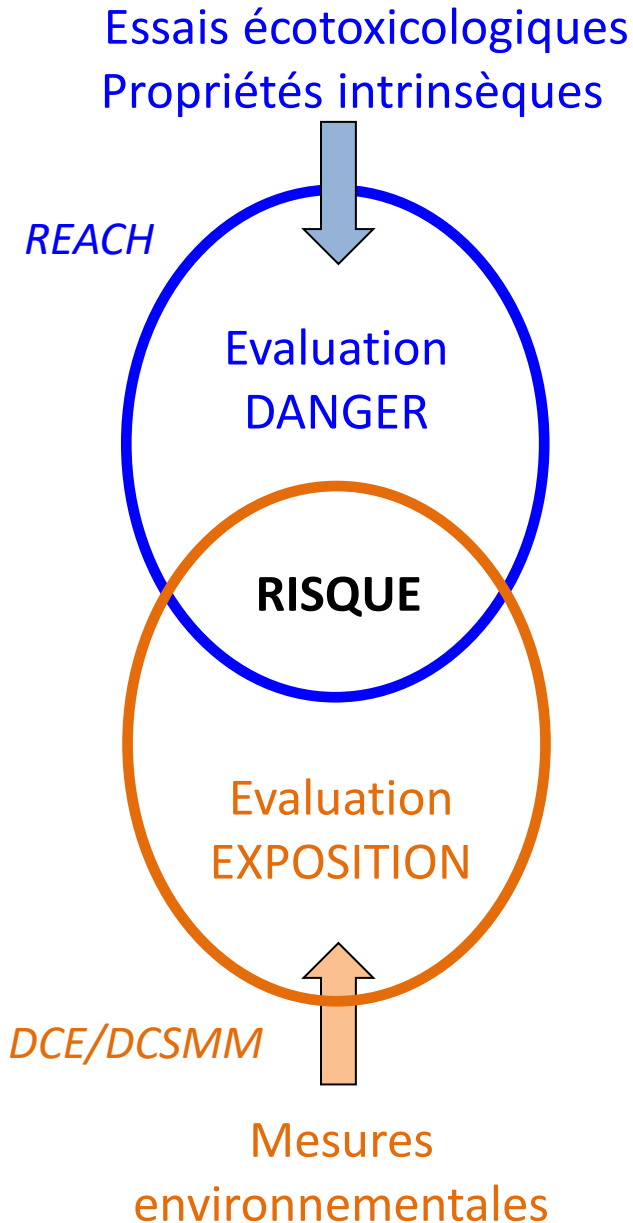 Essais écotoxicologiques
Propriétés intrinsèques
REACH
Evaluation
DANGER
RISQUE
Evaluation
EXPOSITION
DCE/DCSMM
Mesures
environnementales